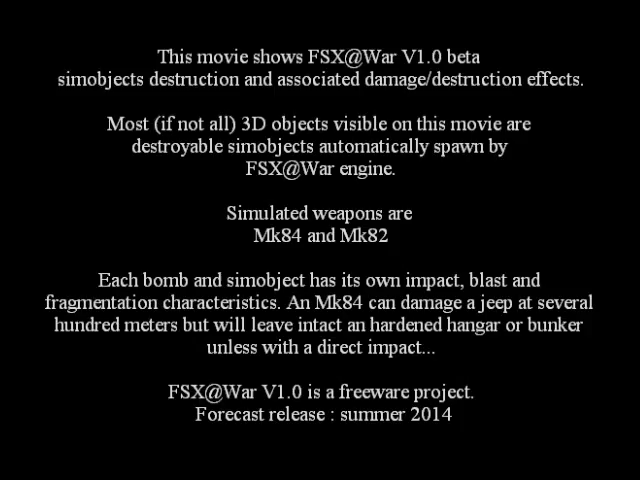 This movie shows FSX@War V1.0 beta
simobjects destruction and associated damage/destruction effects.
Most (if not all) 3D objects visible on this movie are
destroyable simobjects automatically spawn by
FSX@War engine.
Simulated weapons are
Mk84 and Mk82
Each bomb and simobject has its own impact, blast and
fragmentation characteristics. An Mk84 can damage a jeep at several
hundred meters but will leave intact an hardened hangar or bunker
unless with a direct impact...
FSX@War V1.0 is a freeware project.
Forecast release : summer 2014